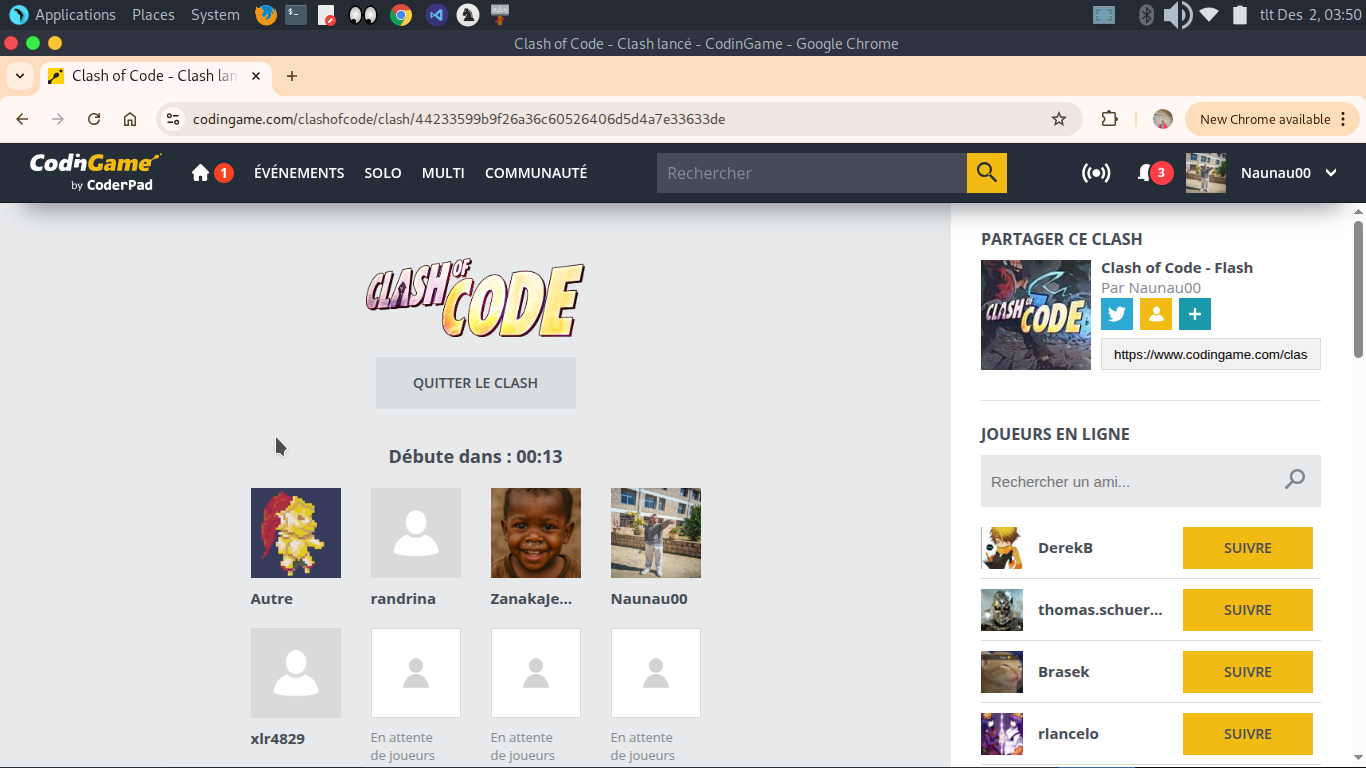 Applications Places System tlt Des 2, 03:50
Clash of Code - Clash lancé - CodinGame - Google Chrome
Clash of Code - Clash lan
codingame.com/clashofcode/clash/44233599b9f26a36c60526406d5d4a7e33633de New Chrome available
CodinGame
by CoderPad
1 ÉVÉNEMENTS SOLO MULTI COMMUNAUTÉ Rechercher 3 Naunau00
CLASH OF CODE
QUITTER LE CLASH
Débute dans : 00:13
Autre randrina ZanakaJe... Naunau00
xlr4829 En attente de joueurs En attente de joueurs En attente de joueurs
PARTAGER CE CLASH
CLASH OF CODE
Clash of Code - Flash
Par Naunau00
https://www.codingame.com/clas
JOUEURS EN LIGNE
Rechercher un ami...
DerekB SUIVRE
thomas.schuer... SUIVRE
Brasek SUIVRE
rlancelo SUIVRE